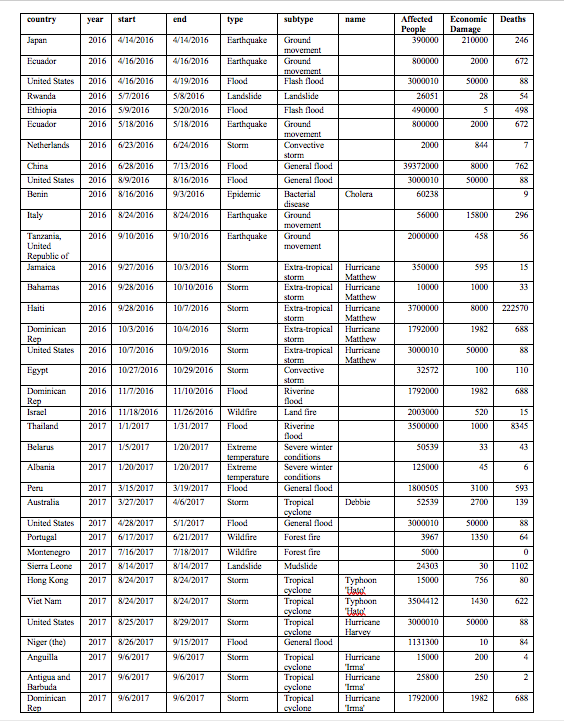 country year start end type subtype name Affected Economic Deaths
People Damage
Japan 2016 4/14/2016 4/14/2016 Earthquake Ground 390000 210000 246
movement
Ecuador 2016 4/16/2016 4/16/2016 Earthquake Ground 800000 2000 672
movement
United States 2016 4/16/2016 4/19/2016 Flood Flash flood 3000010 50000 88
Rwanda 2016 5/7/2016 5/8/2016 Landslide Landslide 26051 28 54
Ethiopia 2016 5/9/2016 5/20/2016 Flood Flash flood 490000 5 498
Ecuador 2016 5/18/2016 5/18/2016 Earthquake Ground 800000 2000 672
movement
Netherlands 2016 6/23/2016 6/24/2016 Storm Convective 2000 844 7
storm
China 2016 6/28/2016 7/13/2016 Flood General flood 39372000 8000 762
United States 2016 8/9/2016 8/16/2016 Flood General flood 3000010 50000 88
Benin 2016 8/16/2016 9/3/2016 Epidemic Bacterial Cholera 60238 9
disease
Italy 2016 8/24/2016 8/24/2016 Earthquake Ground 56000 15800 296
movement
Tanzania, 2016 9/10/2016 9/10/2016 Earthquake Ground 2000000 458 56
United movement
Republic of
Jamaica 2016 9/27/2016 10/3/2016 Storm Extra-tropical Hurricane 350000 595 15
storm Matthew
Bahamas 2016 9/28/2016 10/10/2016 Storm Extra-tropical Hurricane 10000 1000 33
storm Matthew
Haiti 2016 9/28/2016 10/7/2016 Storm Extra-tropical Hurricane 3700000 8000 222570
storm Matthew
Dominican 2016 10/3/2016 10/4/2016 Storm Extra-tropical Hurricane 1792000 1982 688
Rep storm Matthew
United States 2016 10/7/2016 10/9/2016 Storm Extra-tropical Hurricane 3000010 50000 88
storm Matthew
Egypt 2016 10/27/2016 10/29/2016 Storm Convective 32572 100 110
storm
Dominican 2016 11/7/2016 11/10/2016 Flood Riverine 1792000 1982 688
Rep flood
Israel 2016 11/18/2016 11/26/2016 Wildfire Land fire 2003000 520 15
Thailand 2017 1/1/2017 1/31/2017 Flood Riverine 3500000 1000 8345
flood
Belarus 2017 1/5/2017 1/20/2017 Extreme Severe winter 50539 33 43
temperature conditions
Albania 2017 1/20/2017 1/20/2017 Extreme Severe winter 125000 45 6
temperature conditions
Peru 2017 3/15/2017 3/19/2017 Flood General flood 1800505 3100 593
Australia 2017 3/27/2017 4/6/2017 Storm Tropical Debbie 52539 2700 139
cyclone
United States 2017 4/28/2017 5/1/2017 Flood General flood 3000010 50000 88
Portugal 2017 6/17/2017 6/21/2017 Wildfire Forest fire 3967 1350 64
Montenegro 2017 7/16/2017 7/18/2017 Wildfire Forest fire 5000 0
Sierra Leone 2017 8/14/2017 8/14/2017 Landslide Mudslide 24303 30 1102
Hong Kong 2017 8/24/2017 8/24/2017 Storm Tropical Typhoon 15000 756 80
cyclone 'Hato'
Viet Nam 2017 8/24/2017 8/24/2017 Storm Tropical Typhoon 3504412 1430 622
cyclone 'Hato'
United States 2017 8/25/2017 8/29/2017 Storm Tropical Hurricane 3000010 50000 88
cyclone Harvey
Niger (the) 2017 8/26/2017 9/15/2017 Flood General flood 1131300 10 84
Anguilla 2017 9/6/2017 9/6/2017 Storm Tropical Hurricane 15000 200 4
cyclone 'Irma'
Antigua and 2017 9/6/2017 9/6/2017 Storm Tropical Hurricane 25800 250 2
Barbuda cyclone 'Irma'
Dominican 2017 9/6/2017 9/6/2017 Storm Tropical Hurricane 1792000 1982 688
Rep cyclone 'Irma'